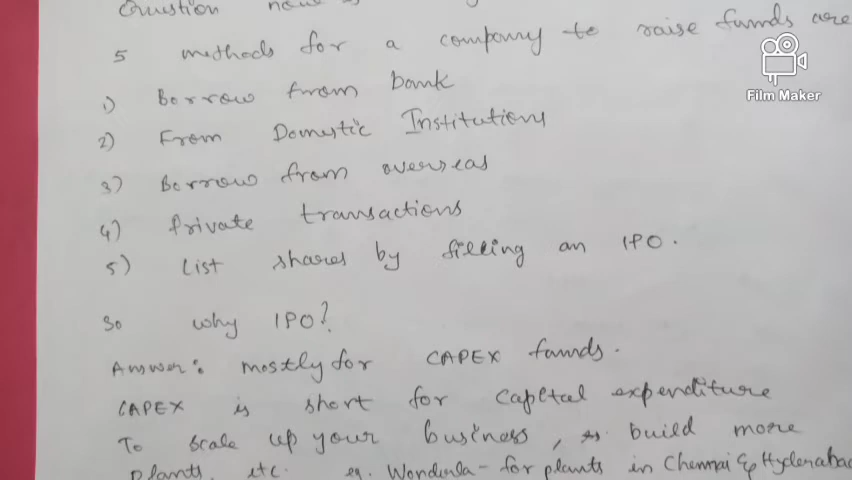 Question
5 methods for a company to raise funds are
1) Borrow from bank
2) From Domestic Institutions
3) Borrow from overseas
4) Private transactions
5) List shares by filling an IPO.
So why IPO?
Answer: mostly for CAPEX funds.
CAPEX is short for capital expenditure
To scale up your business, build more
plants, etc. eg. Wonderla - for plants in Chennai & Hyderabad
Film Maker